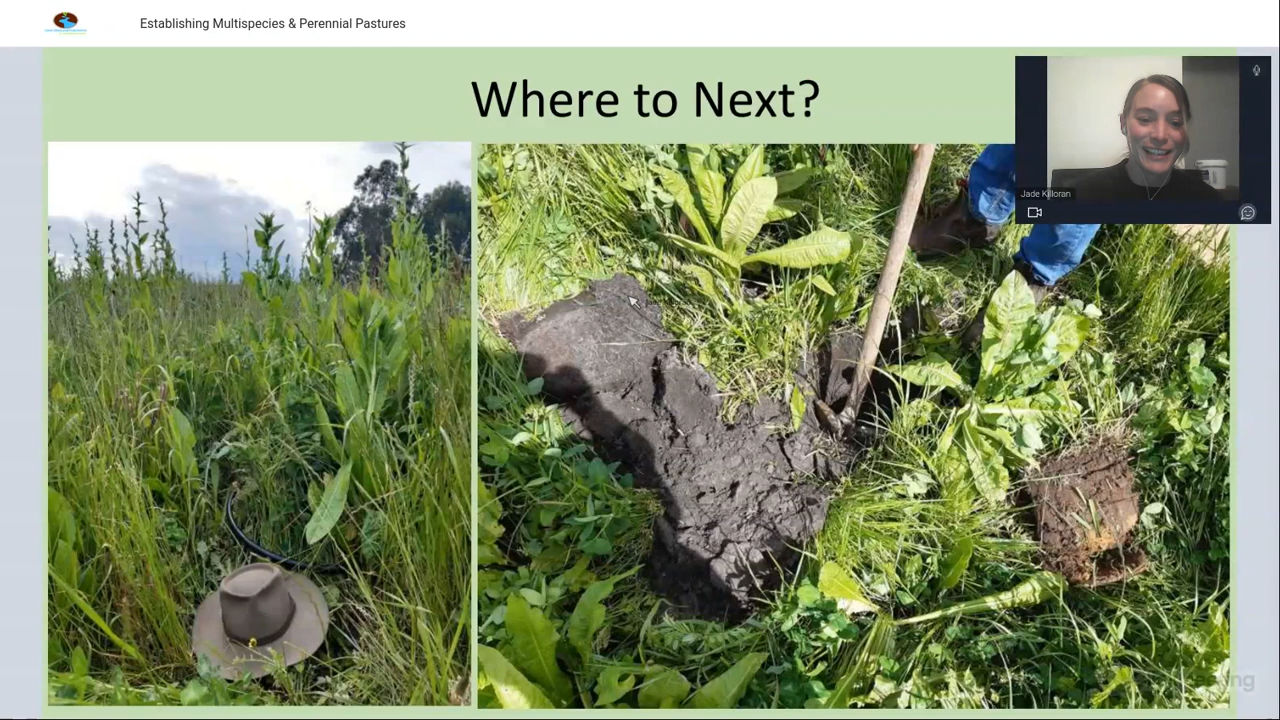 Establishing Multispecies & Perennial Pastures
Where to Next?
Jade Killoran